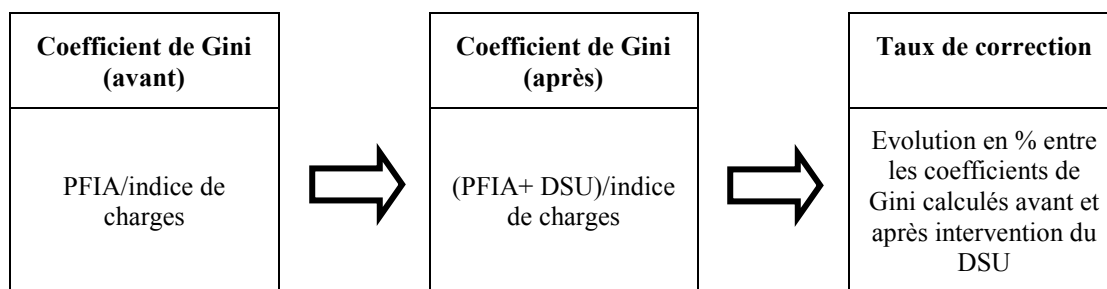 Coefficient de Gini
(avant)
PFIA/indice de
charges
Coefficient de Gini
(après)
(PFIA+ DSU)/indice
de charges
Taux de correction
Evolution en % entre
les coefficients de
Gini calculés avant et
après intervention du
DSU